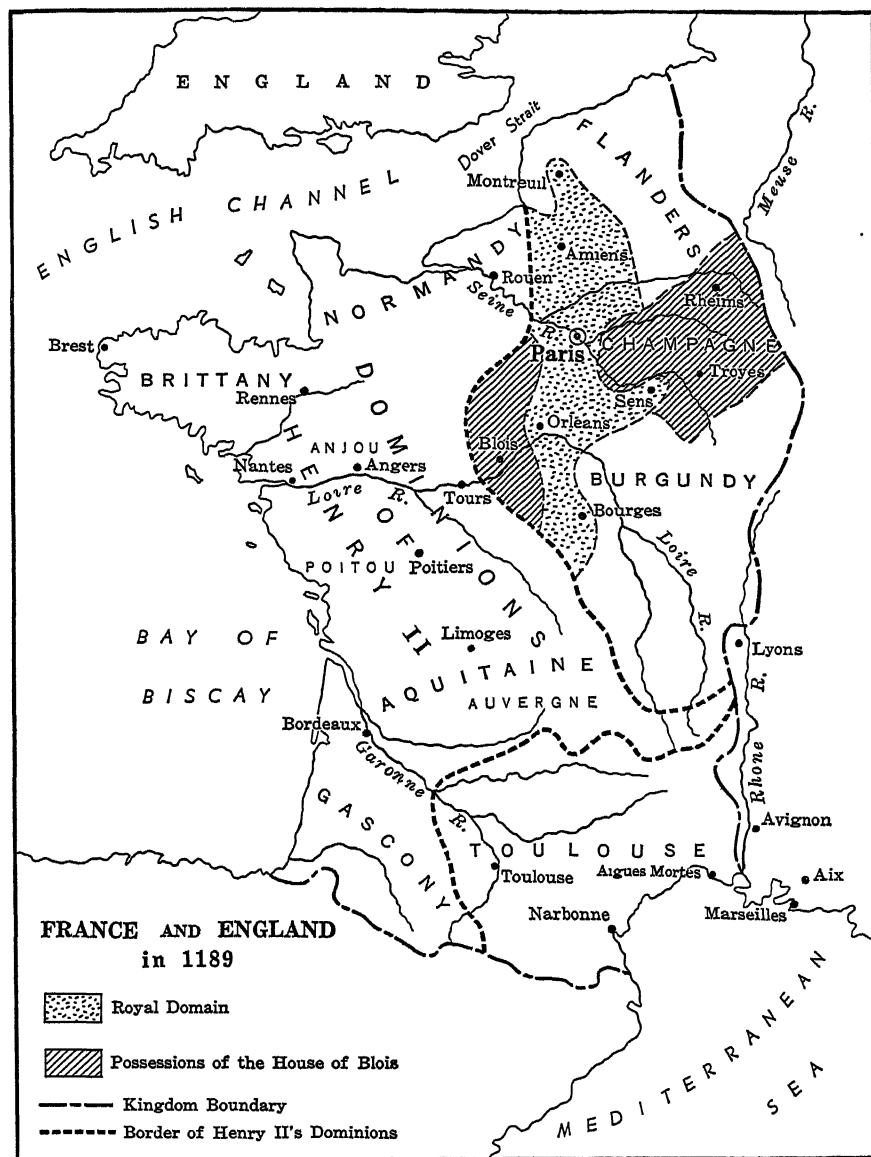 ENGLAND
Dover Strait
ENGLISH CHANNEL
FLANDERS
Meuse R.
Montreuil
Amiens
NORMANDY
Rouen
Seine R.
Rheims
Brest
Paris
CHAMPAGNE
Troyes
BRITTANY
Rennes
Sens
Orleans
DOMINIONS OF HENRY II
ANJOU
Blois
Nantes
Angers
Loire R.
Tours
BURGUNDY
Bourges
Loire R.
POITOU
Poitiers
BAY OF
BISCAY
Limoges
Lyons
AQUITAINE
AUVERGNE
Bordeaux
Garonne R.
Rhone R.
GASCONY
Avignon
TOULOUSE
Toulouse
Aigues Mortes
Aix
Narbonne
Marseilles
FRANCE AND ENGLAND
in 1189
Royal Domain
Possessions of the House of Blois
Kingdom Boundary
Border of Henry II's Dominions
MEDITERRANEAN
SEA